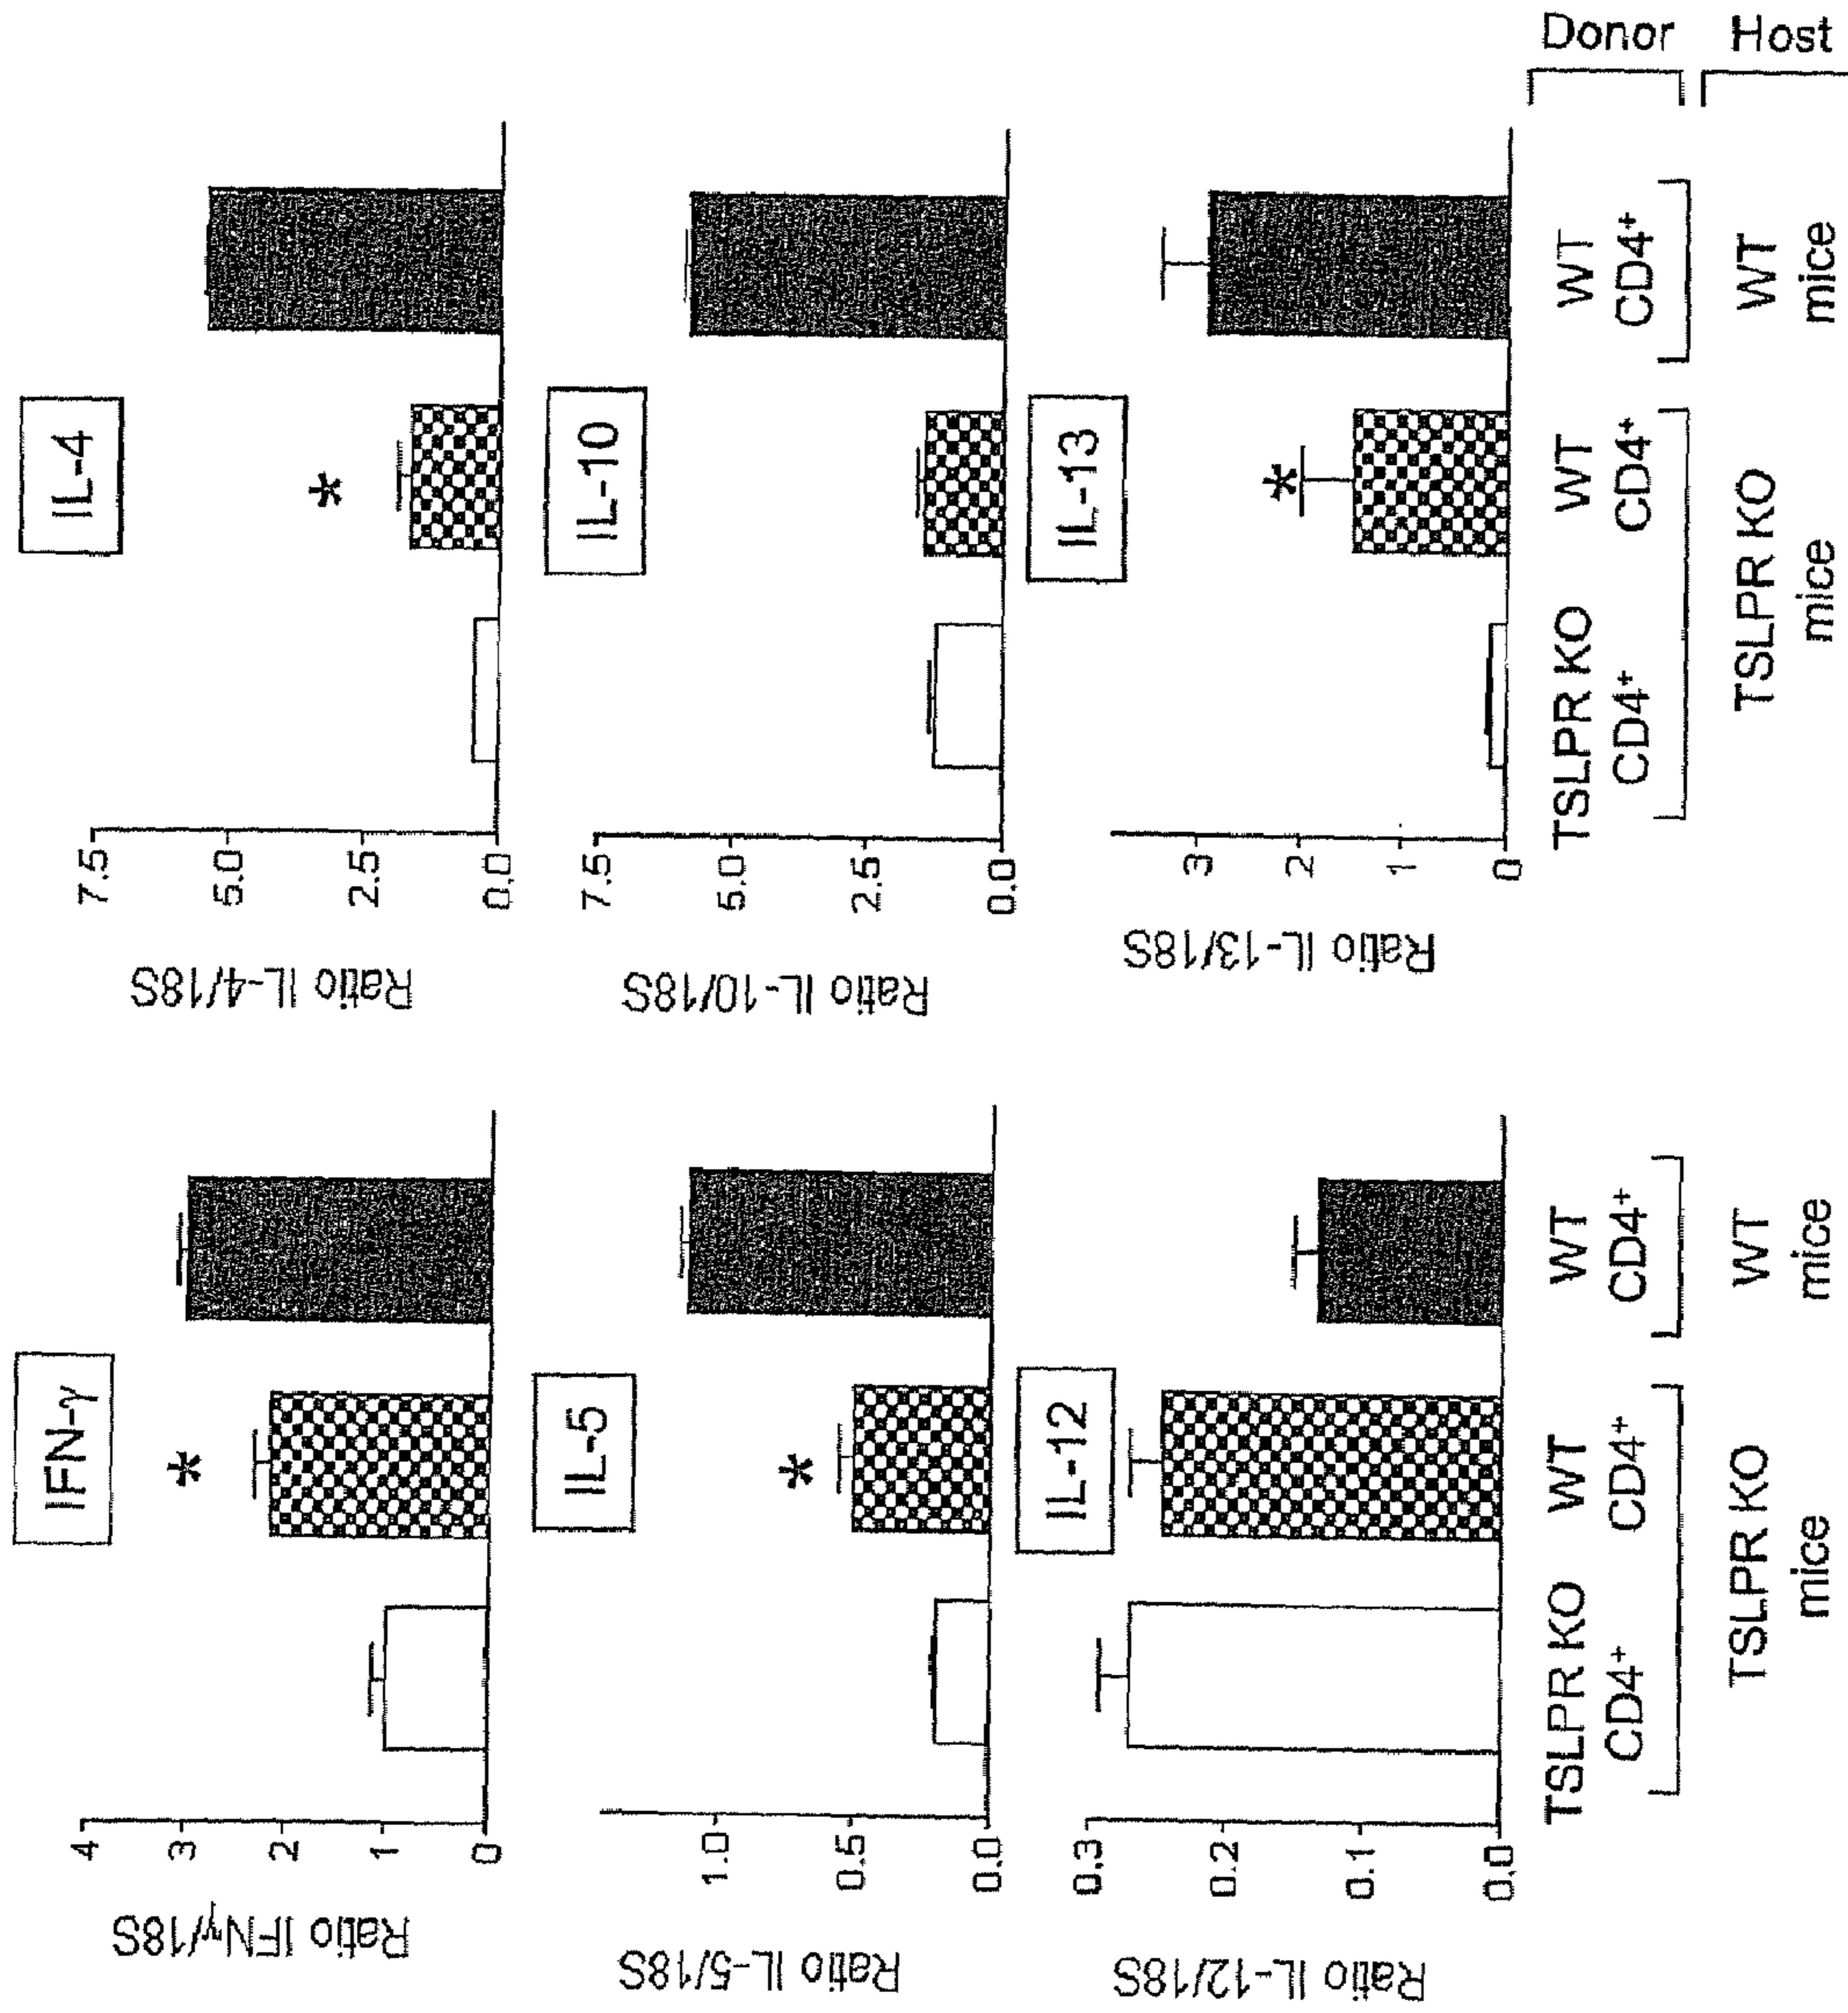 IFN-γ
Ratio IFNγ/18S
4
3
2
1
0
*
IL-4
Ratio IL-4/18S
7.5
5.0
2.5
0.0
*
IL-5
Ratio IL-5/18S
1.0
0.5
0.0
*
IL-10
Ratio IL-10/18S
7.5
5.0
2.5
0.0
IL-12
Ratio IL-12/18S
0.3
0.2
0.1
0.0
IL-13
Ratio IL-13/18S
3
2
1
0
*
TSLPR KO
CD4+
WT
CD4+
WT
CD4+
TSLPR KO
mice
WT
mice
TSLPR KO
CD4+
WT
CD4+
WT
CD4+
Donor
TSLPR KO
mice
WT
mice
Host